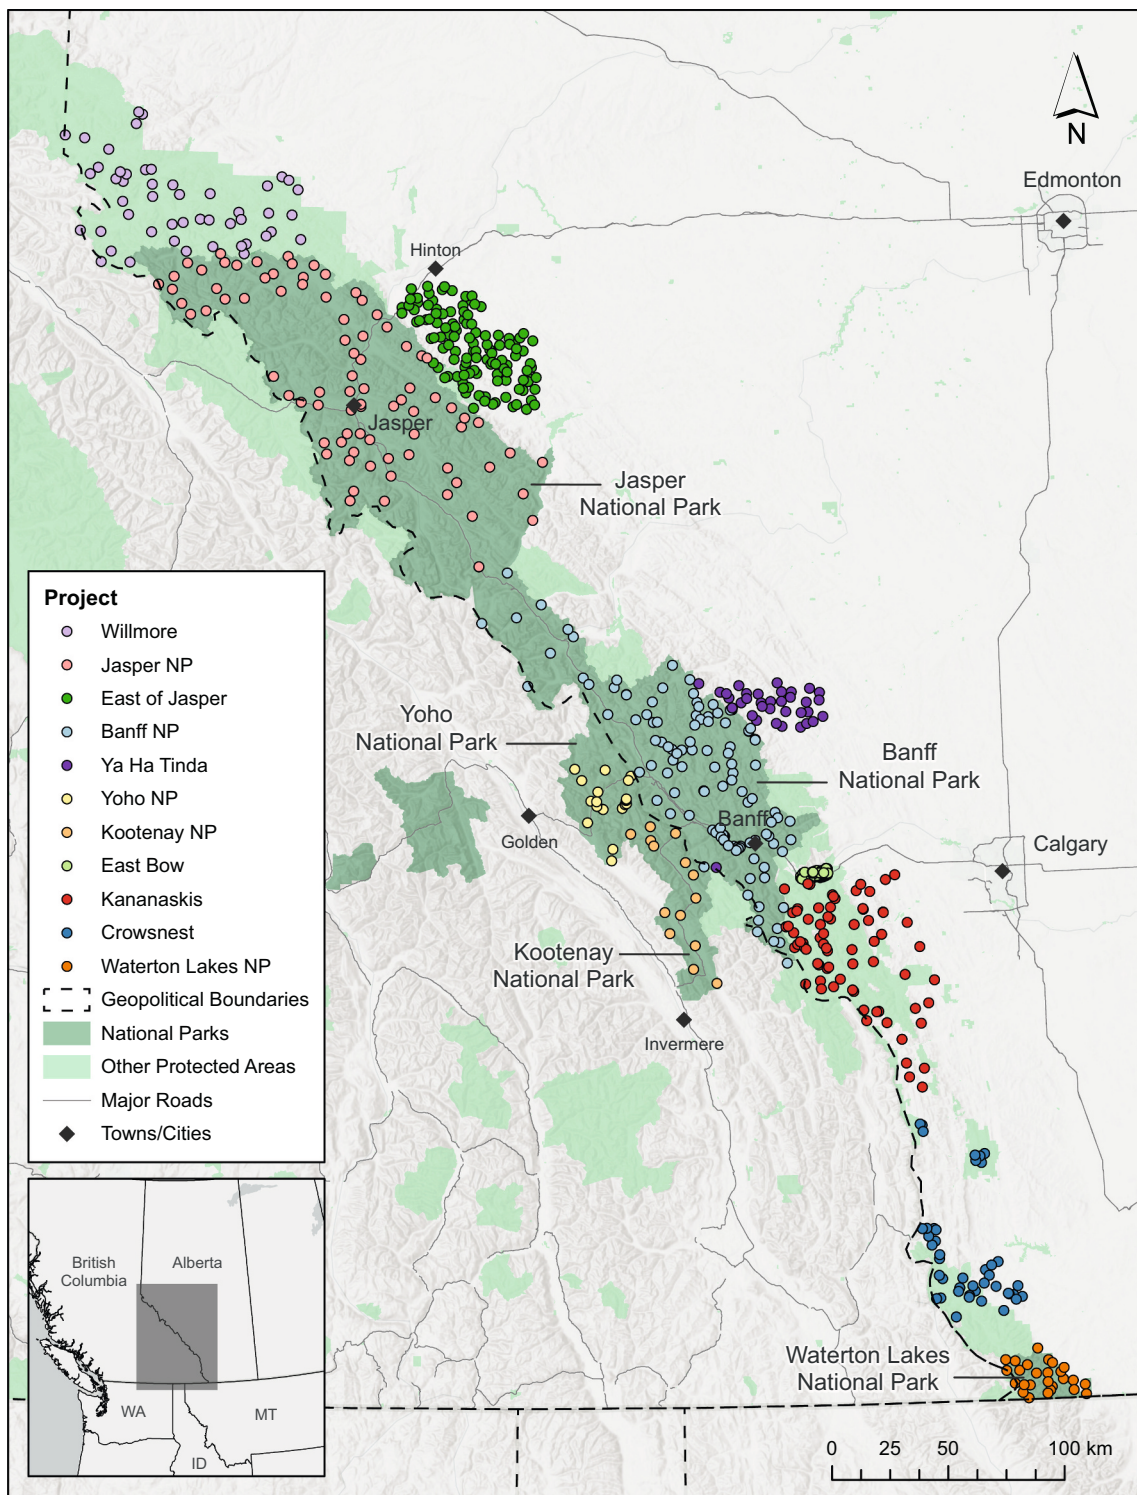 N
Edmonton
Hinton
Jasper
Jasper
National Park
Project
Willmore
Jasper NP
East of Jasper
Banff NP
Ya Ha Tinda
Yoho NP
Kootenay NP
East Bow
Kananaskis
Crowsnest
Waterton Lakes NP
Geopolitical Boundaries
National Parks
Other Protected Areas
Major Roads
Towns/Cities
Yoho
National Park
Banff
National Park
Banff
Golden
Calgary
Kootenay
National Park
Invermere
British
Columbia
Alberta
WA
MT
ID
Waterton Lakes
National Park
0 25 50 100 km